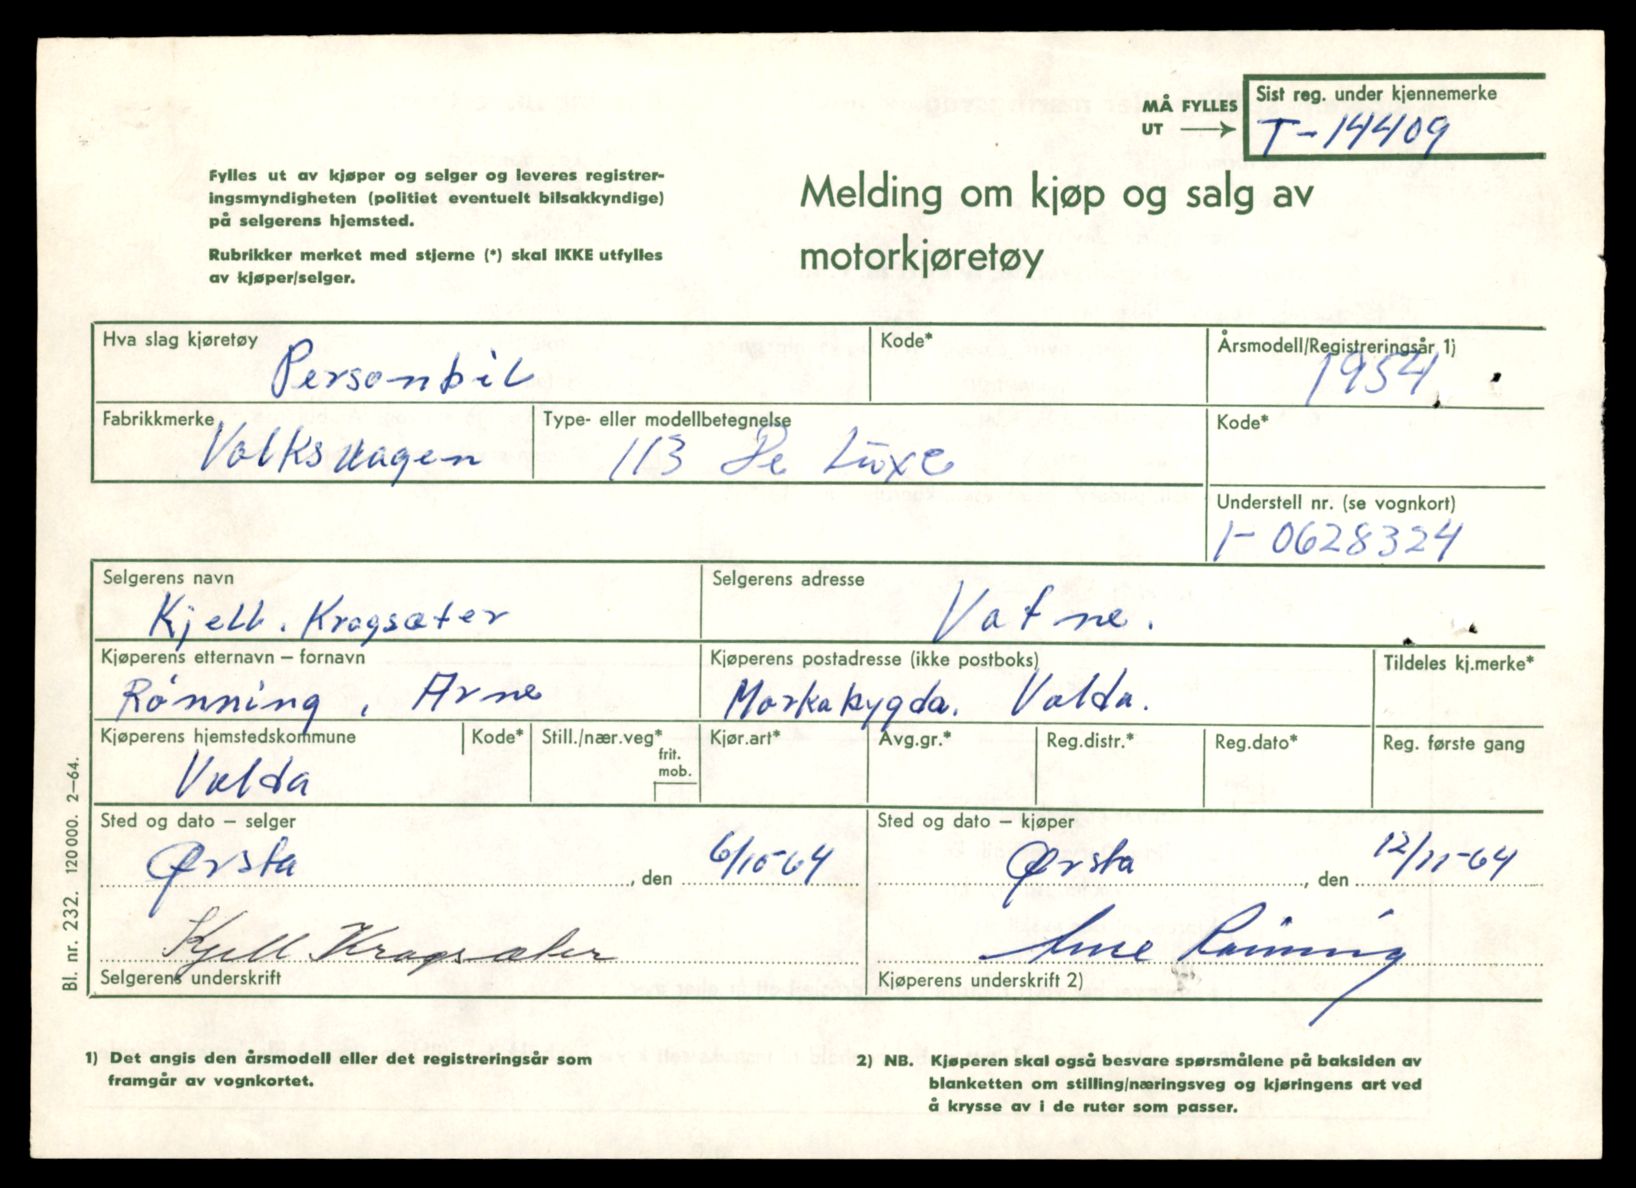 MÅ FYLLES
UT
Sist reg. under kjennemerke
T-14409
Fylles ut av kjøper og selger og leveres registrer-
ingsmyndigheten (politiet eventuelt bilsakkyndige)
på selgerens hjemsted.
Rubrikker merket med stjerne (*) skal IKKE utfylles
av kjøper/selger.
Melding om kjøp og salg av
motorkjøretøy
Hva slag kjøretøy
Personbil
Kode*
Årsmodell/Registreringsår 1)
1954
Fabrikkmerke
Volkswagen
Type- eller modellbetegnelse
113 De Luxe
Kode*
Understell nr. (se vognkort)
1-0628324
Selgerens navn
Kjell. Krogsæter
Selgerens adresse
Vatne.
Kjøperens etternavn – fornavn
Rønning, Arne
Kjøperens postadresse (ikke postboks)
Morkabygda. Volda.
Tildeles kj.merke*
Kjøperens hjemstedskommune
Volda
Kode*
Still./nær.veg*
frit.
mob.
Kjør.art*
Avg.gr.*
Reg.distr.*
Reg.dato*
Reg. første gang
Sted og dato – selger
Ørsta, den 6/10-64
Sted og dato – kjøper
Ørsta, den 12/11-64
Kjell Krogsæter
Selgerens underskrift
Arne Rønning
Kjøperens underskrift 2)
Bl. nr. 232. 120000. 2–64.
1) Det angis den årsmodell eller det registreringsår som
framgår av vognkortet.
2) NB. Kjøperen skal også besvare spørsmålene på baksiden av
blanketten om stilling/næringsveg og kjøringens art ved
å krysse av i de ruter som passer.